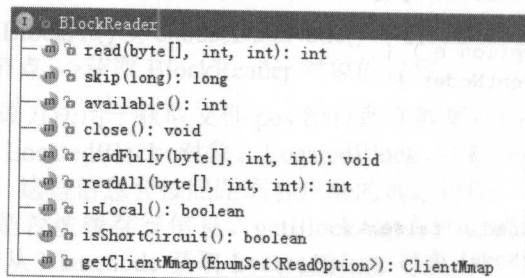 BlockReader
read(byte[], int, int): int
skip(long): long
available(): int
close(): void
readFully(byte[], int, int): void
readAll(byte[], int, int): int
isLocal(): boolean
isShortCircuit(): boolean
getClientMmap(EnumSet<ReadOption>): ClientMmap